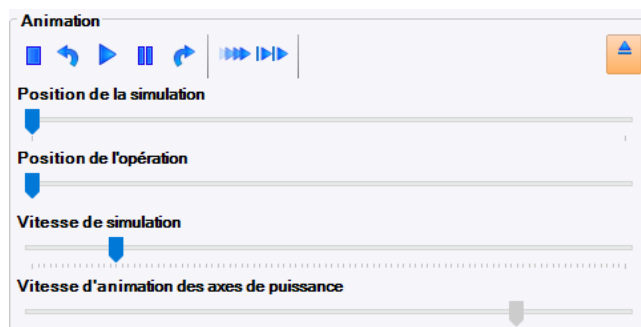 Animation
Position de la simulation
Position de l'opération
Vitesse de simulation
Vitesse d'animation des axes de puissance